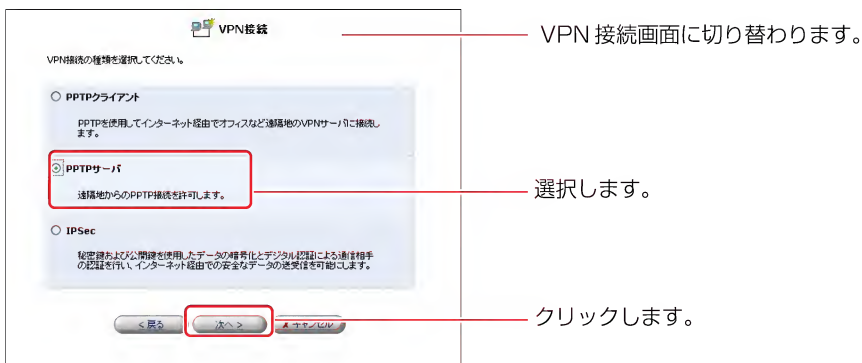 VPN接続
VPN 接続画面に切り替わります。
VPN接続の種類を選択してください。
PPTPクライアント
PPTPを使用してインターネット経由でオフィスなど遠隔地のVPNサーバに接続し
ます。
PPTPサーバ
遠隔地からのPPTP接続を許可します。
選択します。
IPSec
秘密鍵および公開鍵を使用したデータの暗号化とデジタル認証による通信相手
の認証を行い、インターネット経由での安全なデータの送受信を可能にします。
<戻る
次へ >
キャンセル
クリックします。